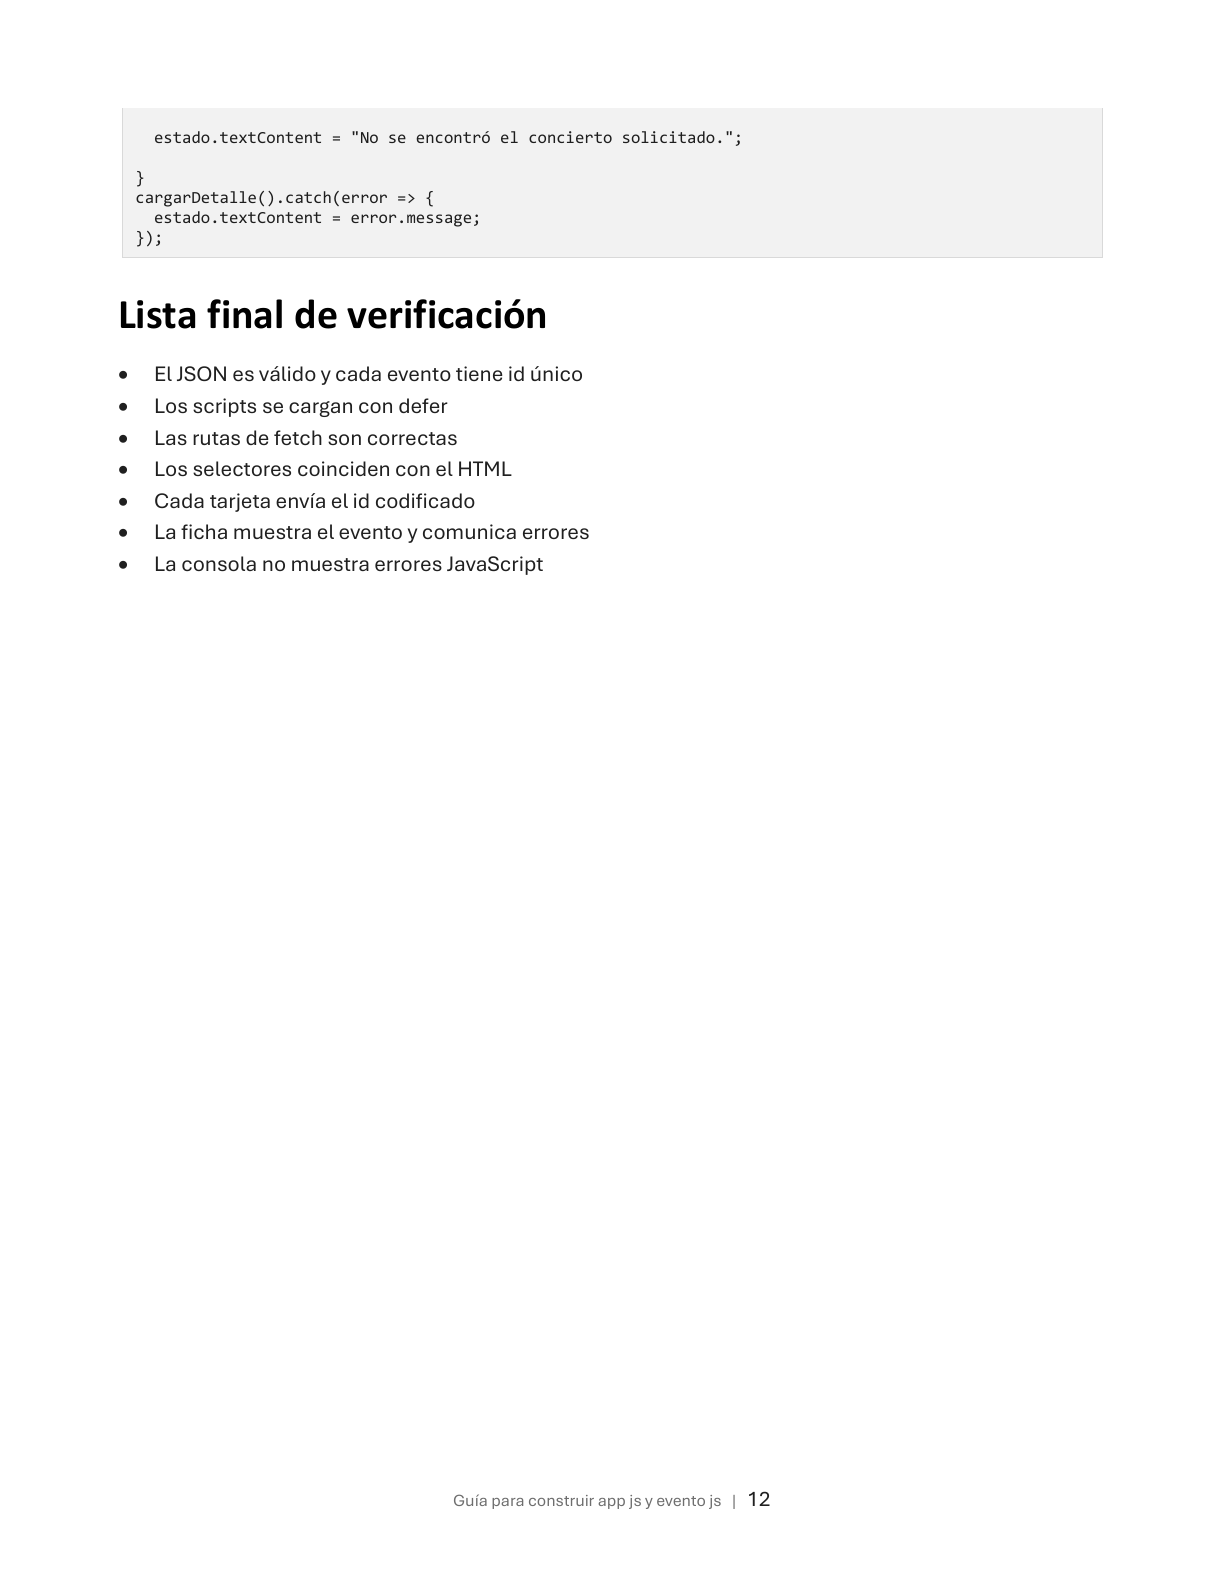 estado.textContent = "No se encontró el concierto solicitado.";
}
cargarDetalle().catch(error => {
estado.textContent = error.message;
});
Lista final de verificación
• El JSON es válido y cada evento tiene id único
• Los scripts se cargan con defer
• Las rutas de fetch son correctas
• Los selectores coinciden con el HTML
• Cada tarjeta envía el id codificado
• La ficha muestra el evento y comunica errores
• La consola no muestra errores JavaScript
Guía para construir app js y evento js | 12